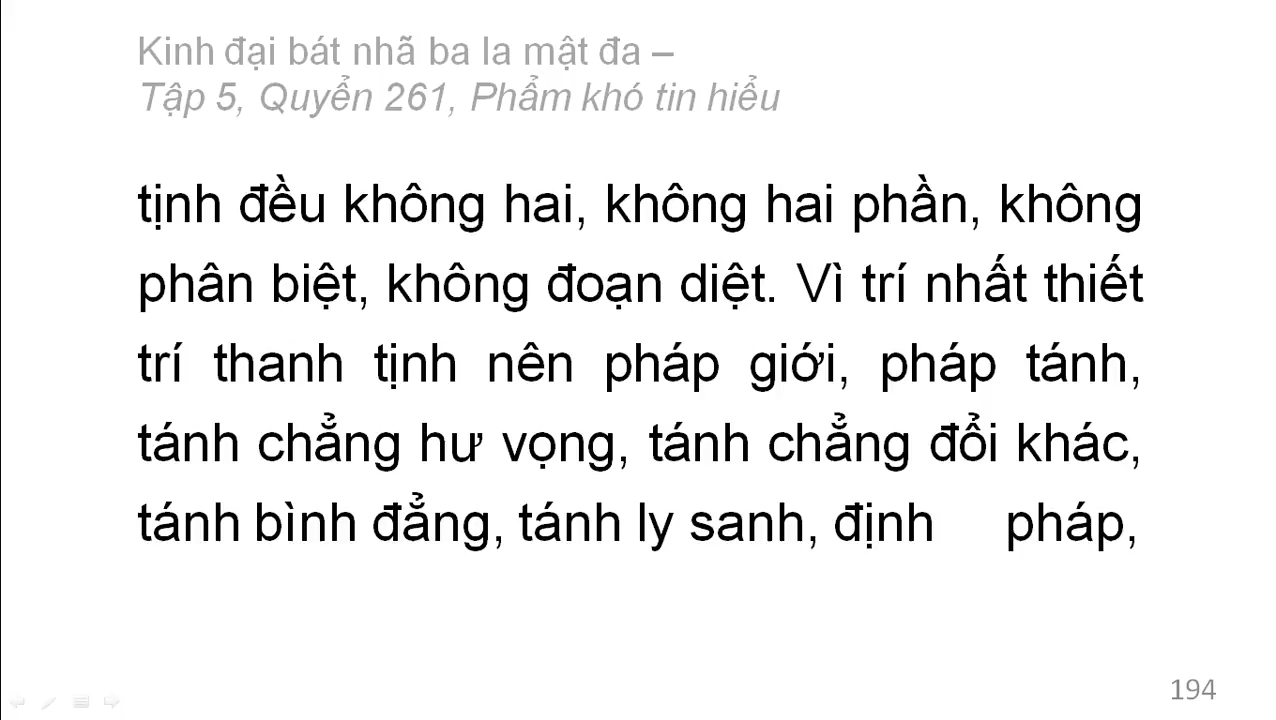 Kinh đại bát nhã ba la mật đa –
Tập 5, Quyển 261, Phẩm khó tin hiểu
tịnh đều không hai, không hai phần, không
phân biệt, không đoạn diệt. Vì trí nhất thiết
trí thanh tịnh nên pháp giới, pháp tánh,
tánh chẳng hư vọng, tánh chẳng đổi khác,
tánh bình đẳng, tánh ly sanh, định pháp,
194